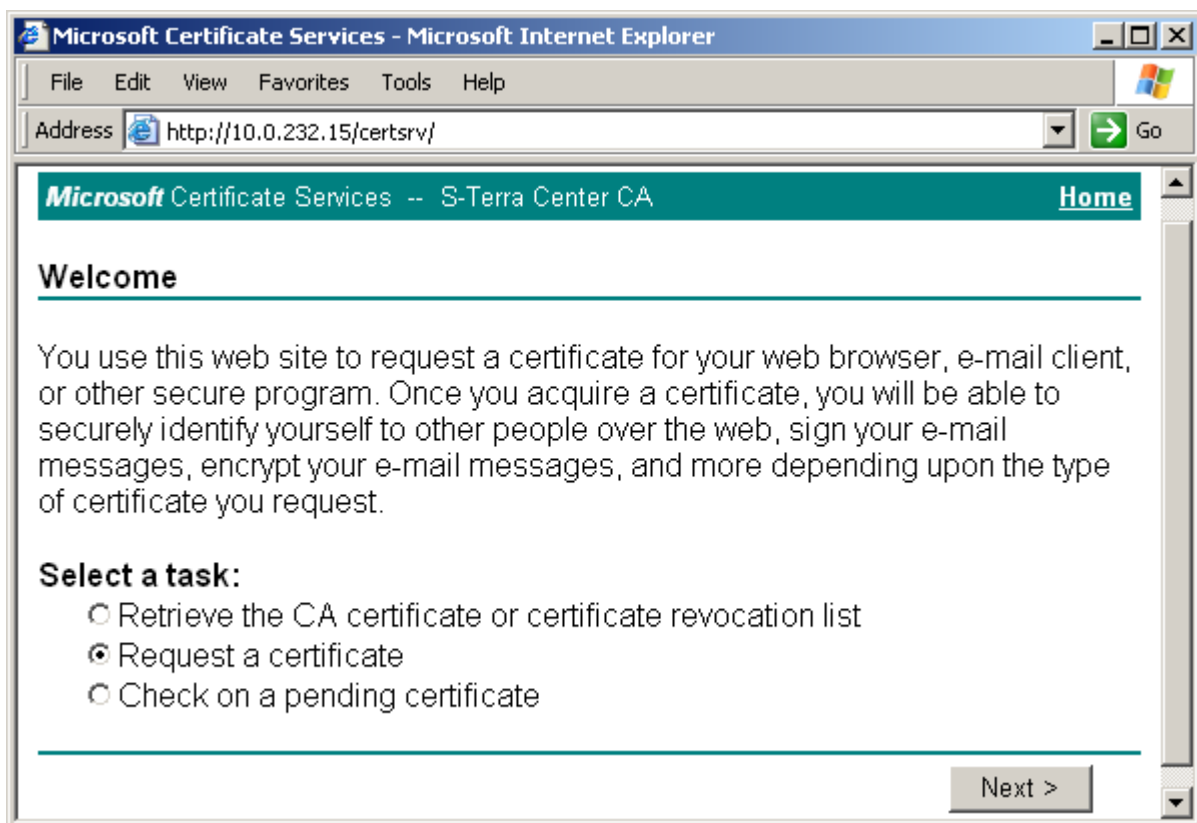 Microsoft Certificate Services - Microsoft Internet Explorer
File Edit View Favorites Tools Help
Address http://10.0.232.15/certsrv/ Go
Microsoft Certificate Services -- S-Terra Center CA Home
Welcome
You use this web site to request a certificate for your web browser, e-mail client,
or other secure program. Once you acquire a certificate, you will be able to
securely identify yourself to other people over the web, sign your e-mail
messages, encrypt your e-mail messages, and more depending upon the type
of certificate you request.
Select a task:
Retrieve the CA certificate or certificate revocation list
Request a certificate
Check on a pending certificate
Next >